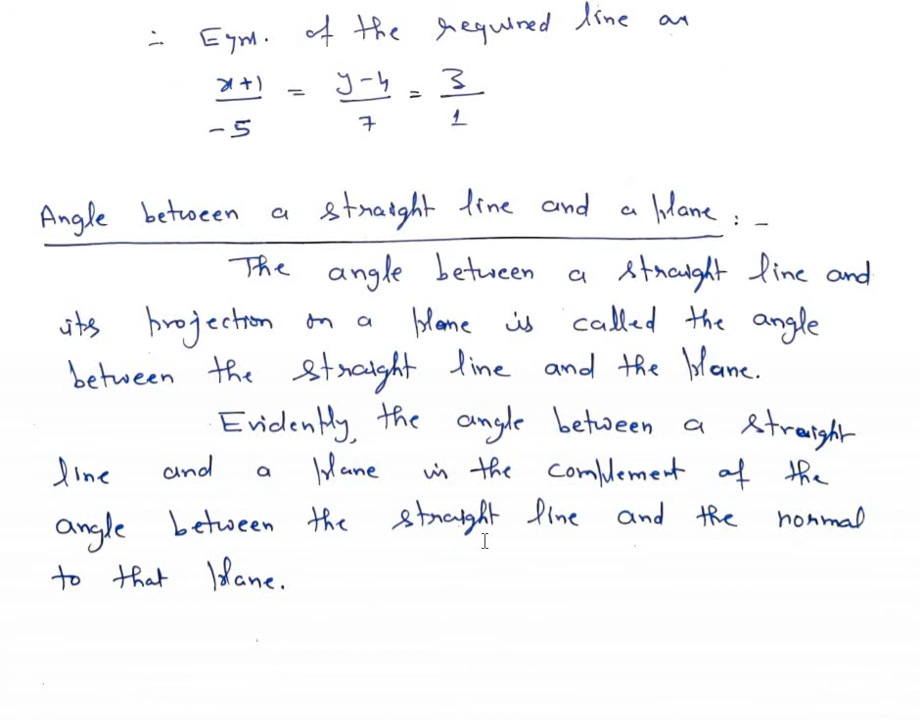 ∴ Eqn. of the required line are
x+1/-5 = y-4/7 = 3/1
Angle between a straight line and a plane :-
The angle between a straight line and
its projection on a plane is called the angle
between the straight line and the plane.
Evidently, the angle between a straight
line and a plane is the complement of the
angle between the straight line and the normal
to that plane.